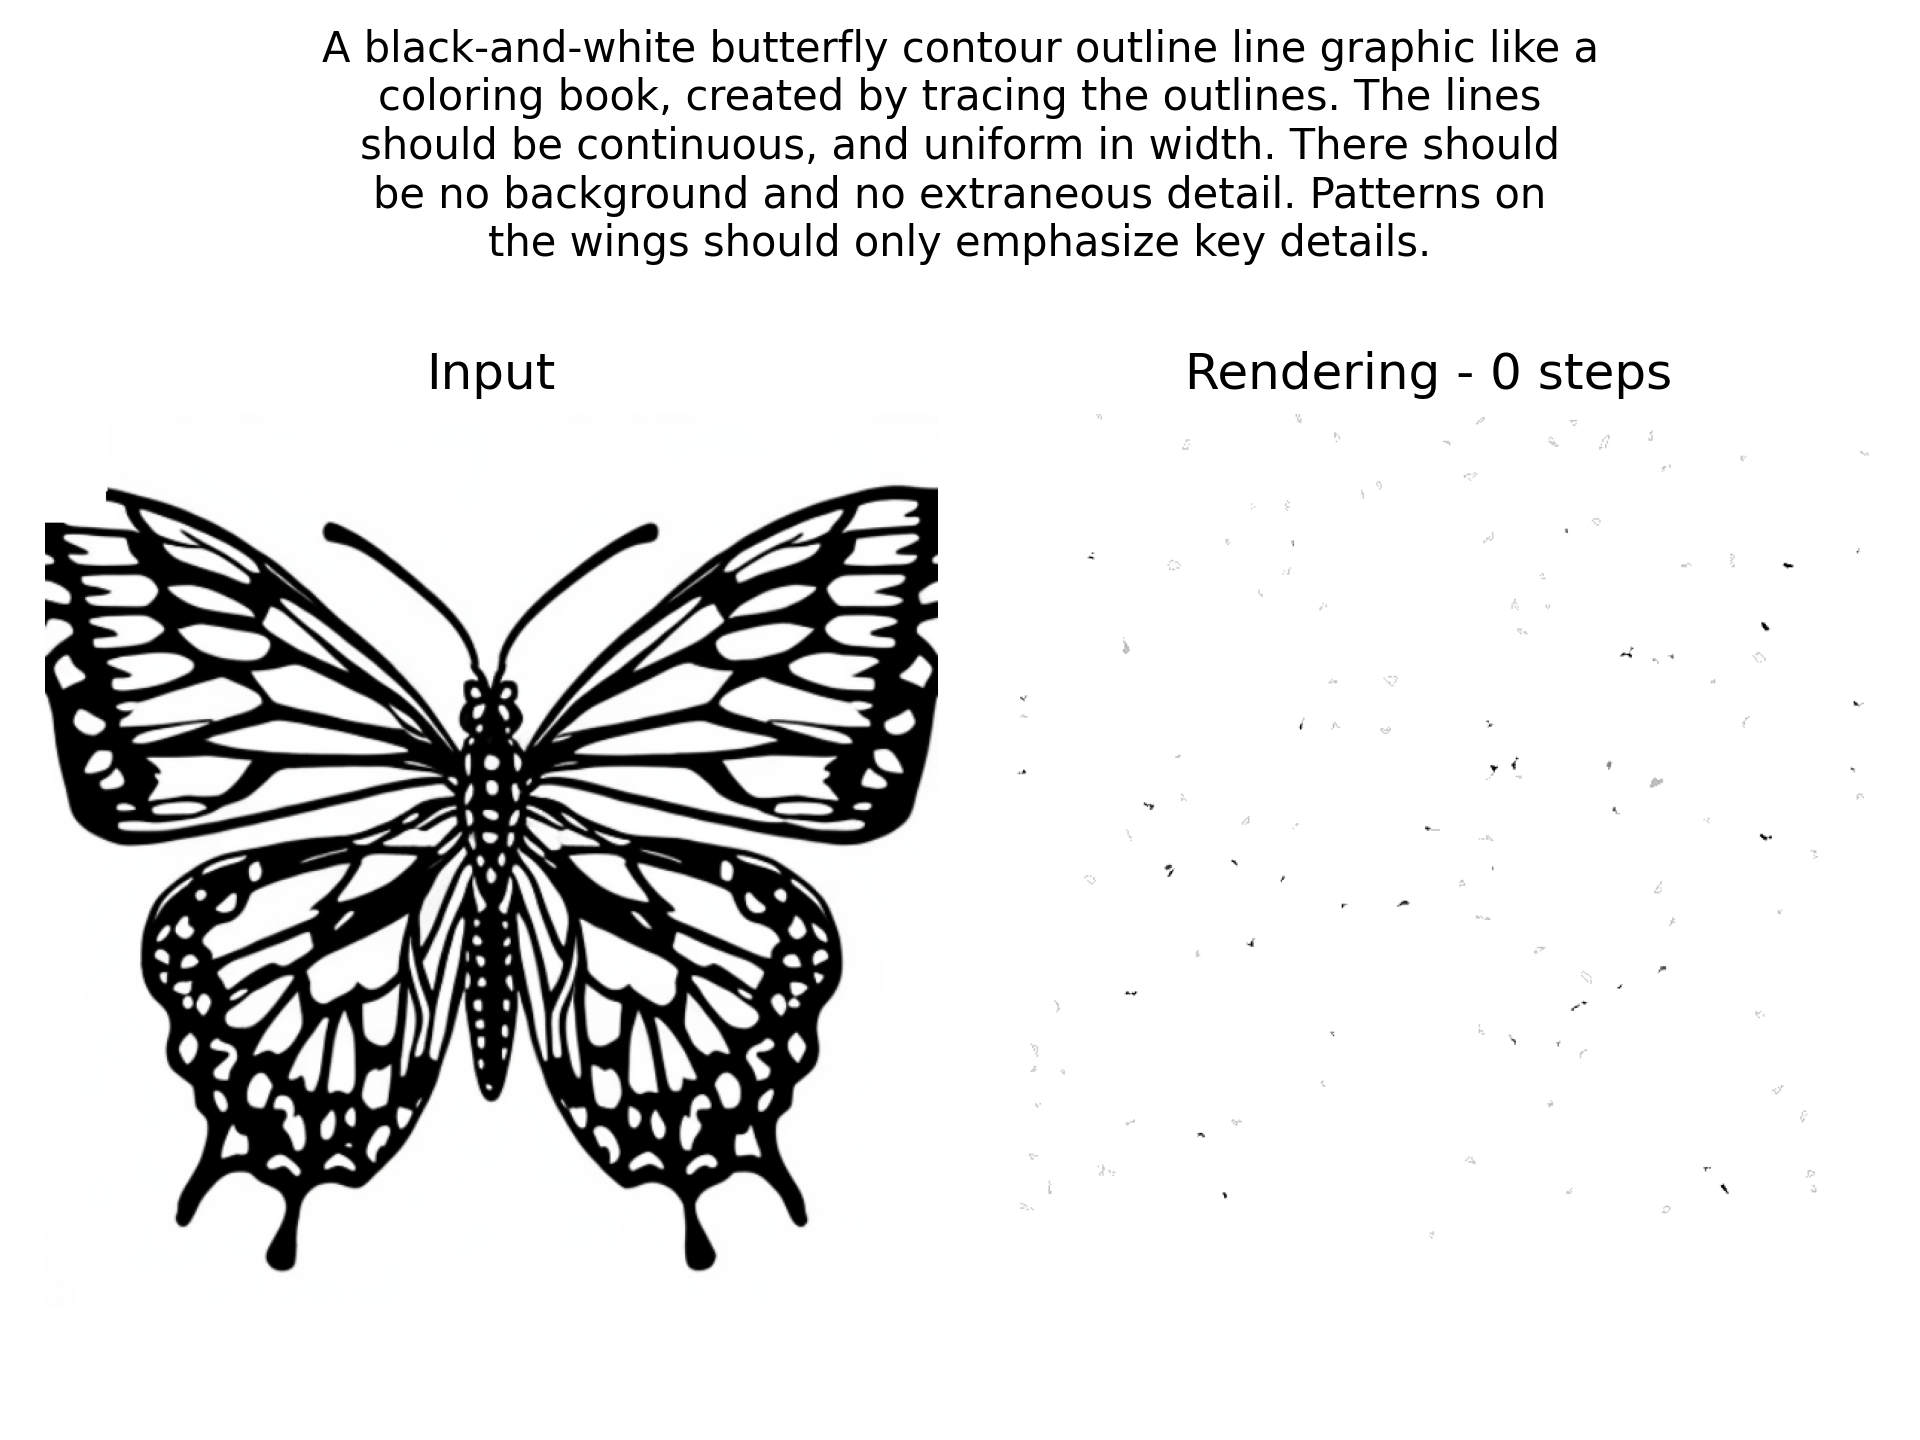 A black-and-white butterfly contour outline line graphic like a
coloring book, created by tracing the outlines. The lines
should be continuous, and uniform in width. There should
be no background and no extraneous detail. Patterns on
the wings should only emphasize key details.
Input
Rendering - 0 steps